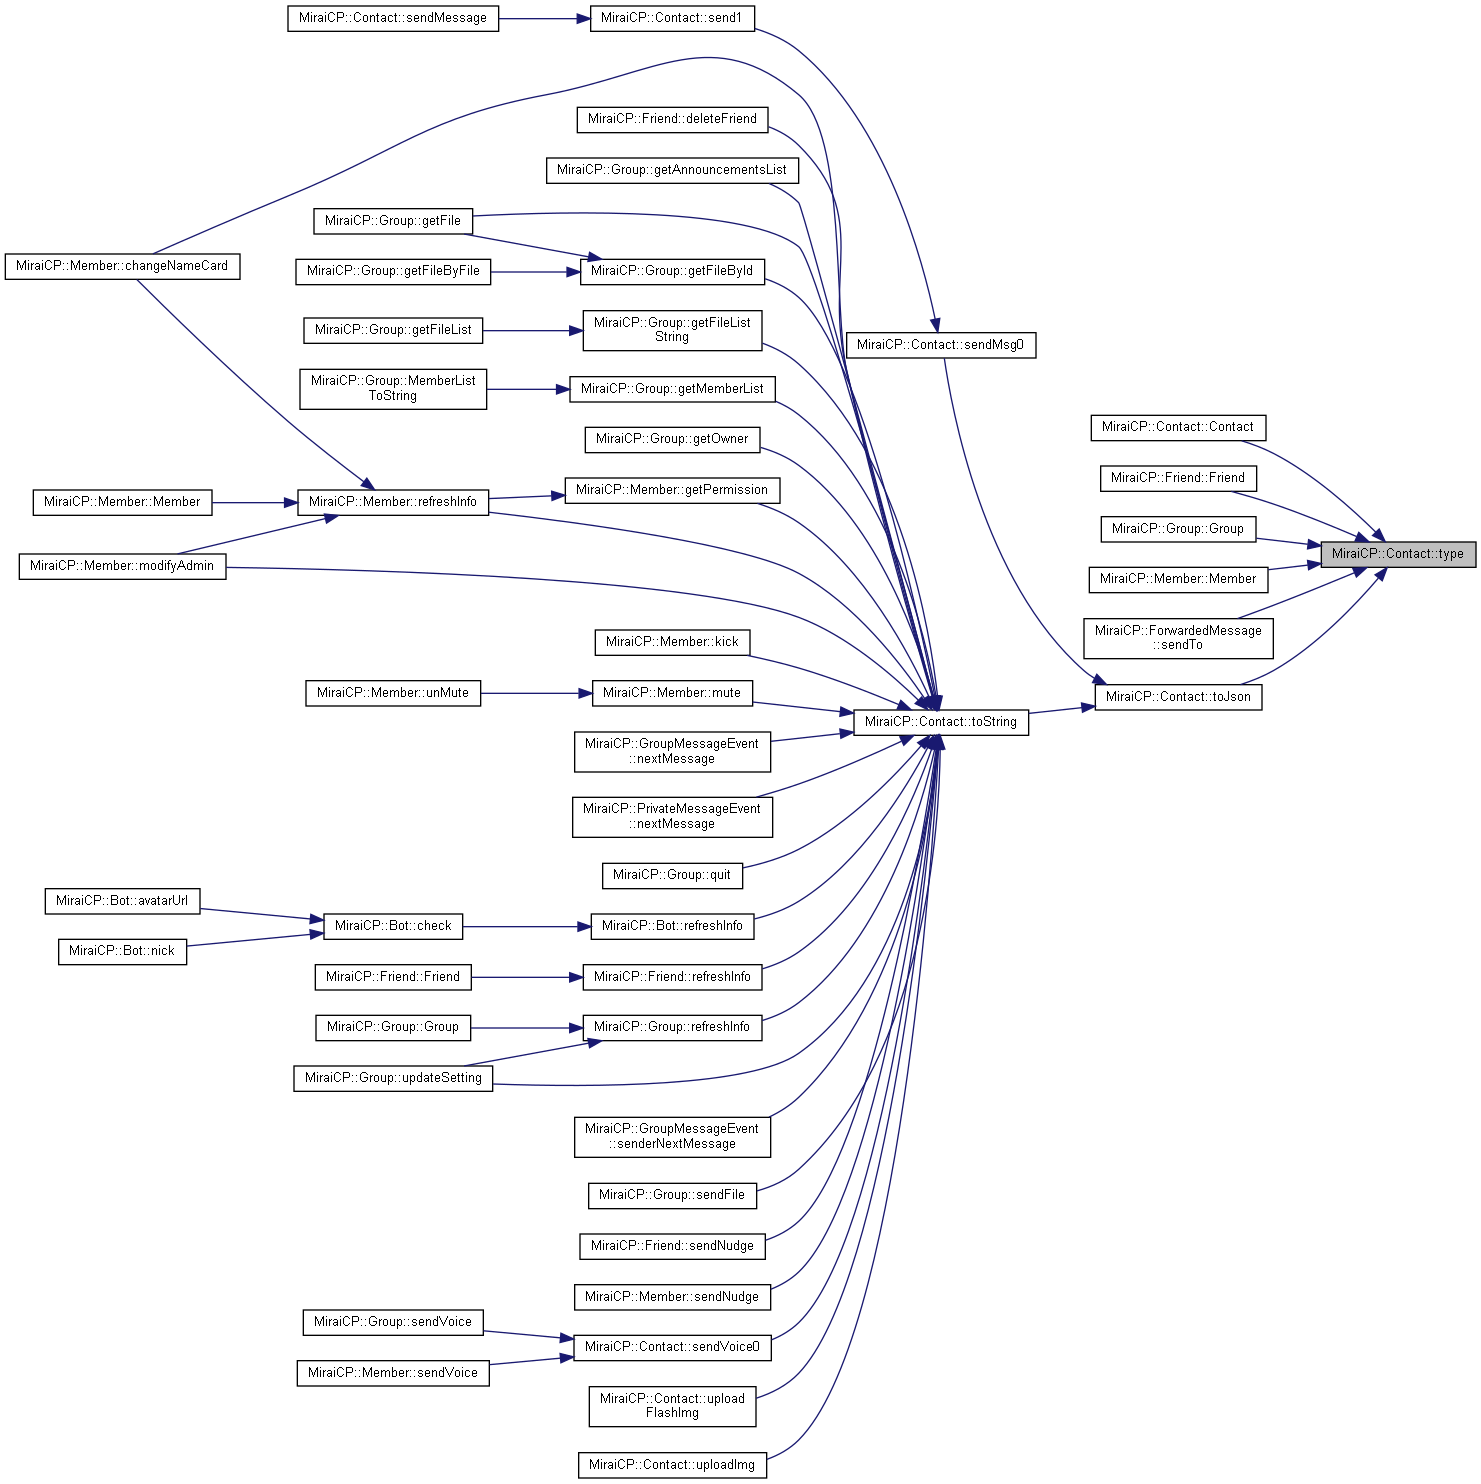 MiraiCP::Contact::sendMessage
MiraiCP::Contact::send1
MiraiCP::Friend::deleteFriend
MiraiCP::Group::getAnnouncementsList
MiraiCP::Group::getFile
MiraiCP::Member::changeNameCard
MiraiCP::Group::getFileByFile
MiraiCP::Group::getFileById
MiraiCP::Group::getFileList
MiraiCP::Group::getFileList
String
MiraiCP::Contact::sendMsg0
MiraiCP::Group::MemberList
ToString
MiraiCP::Group::getMemberList
MiraiCP::Contact::Contact
MiraiCP::Group::getOwner
MiraiCP::Friend::Friend
MiraiCP::Member::getPermission
MiraiCP::Member::Member
MiraiCP::Member::refreshInfo
MiraiCP::Group::Group
MiraiCP::Contact::type
MiraiCP::Member::modifyAdmin
MiraiCP::Member::Member
MiraiCP::ForwardedMessage
::sendTo
MiraiCP::Member::kick
MiraiCP::Member::unMute
MiraiCP::Member::mute
MiraiCP::Contact::toJson
MiraiCP::Contact::toString
MiraiCP::GroupMessageEvent
::nextMessage
MiraiCP::PrivateMessageEvent
::nextMessage
MiraiCP::Group::quit
MiraiCP::Bot::avatarUrl
MiraiCP::Bot::check
MiraiCP::Bot::refreshInfo
MiraiCP::Bot::nick
MiraiCP::Friend::Friend
MiraiCP::Friend::refreshInfo
MiraiCP::Group::Group
MiraiCP::Group::refreshInfo
MiraiCP::Group::updateSetting
MiraiCP::GroupMessageEvent
::senderNextMessage
MiraiCP::Group::sendFile
MiraiCP::Friend::sendNudge
MiraiCP::Member::sendNudge
MiraiCP::Group::sendVoice
MiraiCP::Contact::sendVoice0
MiraiCP::Member::sendVoice
MiraiCP::Contact::upload
FlashImg
MiraiCP::Contact::uploadImg